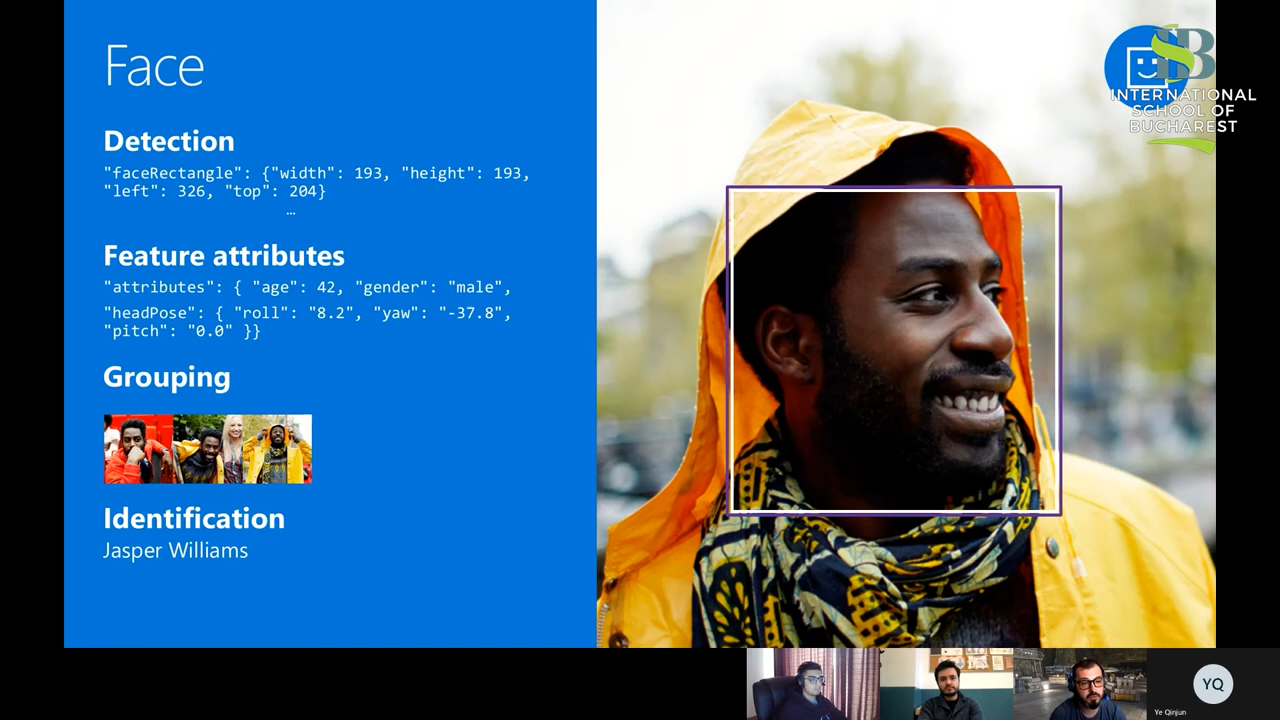 Face
Detection
"faceRectangle": {"width": 193, "height": 193,
"left": 326, "top": 204}
…
Feature attributes
"attributes": { "age": 42, "gender": "male",
"headPose": { "roll": "8.2", "yaw": "-37.8",
"pitch": "0.0" }}
Grouping
Identification
Jasper Williams
ISB
INTERNATIONAL
SCHOOL OF
BUCHAREST
YQ
Ye Qinjun